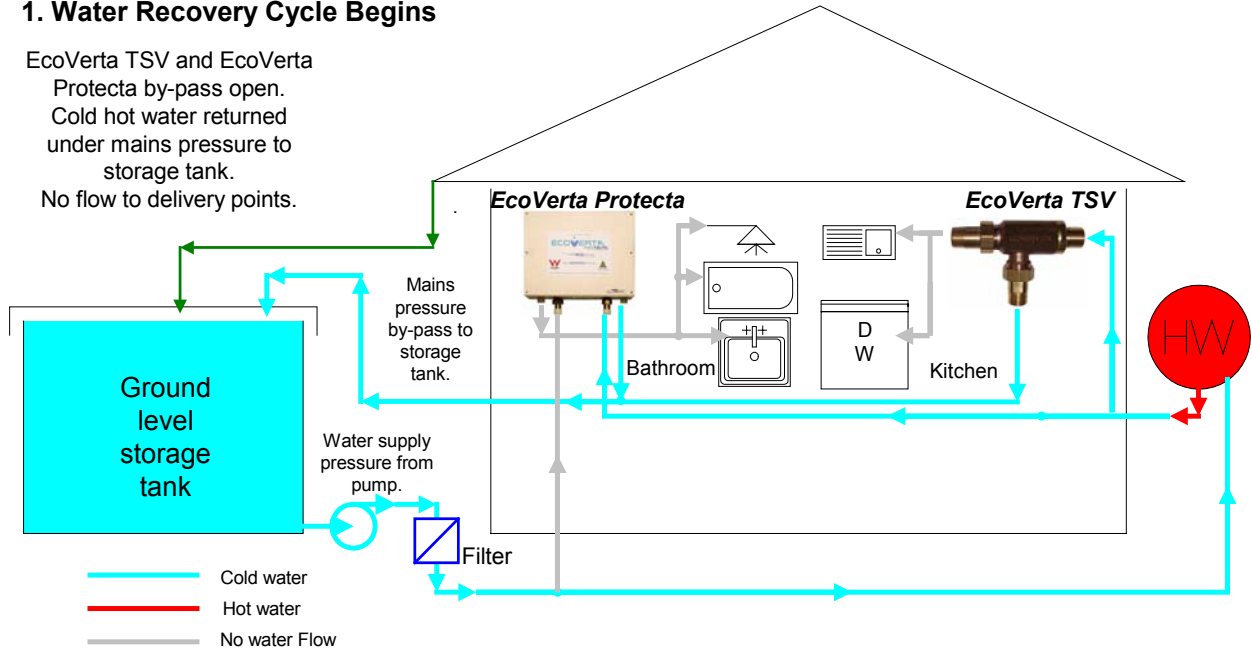 1. Water Recovery Cycle Begins
EcoVerta TSV and EcoVerta
Protecta by-pass open.
Cold hot water returned
under mains pressure to
storage tank.
No flow to delivery points.
EcoVerta Protecta
EcoVerta TSV
ECOVERTA
Mains
pressure
by-pass to
storage
tank.
D
W
Bathroom
Kitchen
HW
Ground
level
storage
tank
Water supply
pressure from
pump.
Filter
Cold water
Hot water
No water Flow